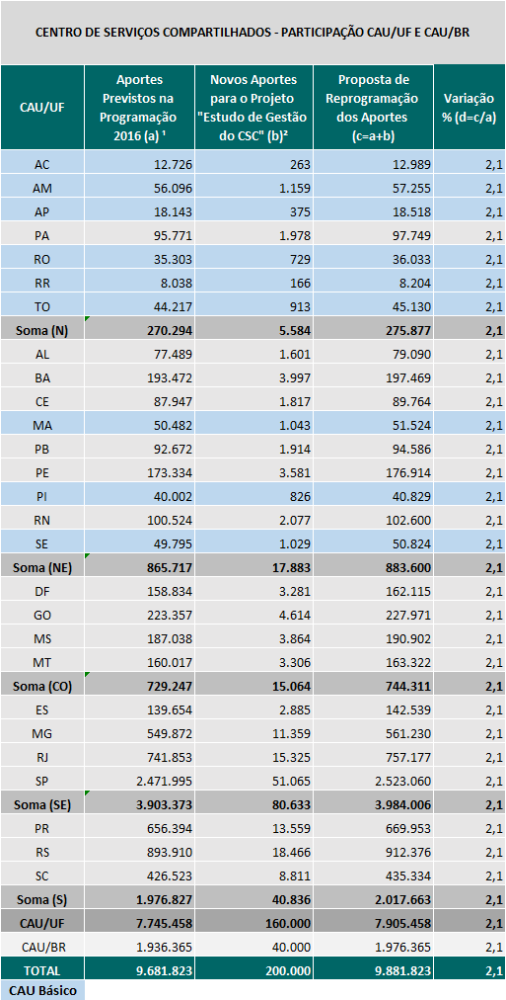 CENTRO DE SERVIÇOS COMPARTILHADOS - PARTICIPAÇÃO CAU/UF E CAU/BR
CAU/UF Aportes Previstos na Programação 2016 (a) ¹ Novos Aportes para o Projeto "Estudo de Gestão do CSC" (b)² Proposta de Reprogramação dos Aportes (c=a+b) Variação % (d=c/a)
AC 12.726 263 12.989 2,1
AM 56.096 1.159 57.255 2,1
AP 18.143 375 18.518 2,1
PA 95.771 1.978 97.749 2,1
RO 35.303 729 36.033 2,1
RR 8.038 166 8.204 2,1
TO 44.217 913 45.130 2,1
Soma (N) 270.294 5.584 275.877 2,1
AL 77.489 1.601 79.090 2,1
BA 193.472 3.997 197.469 2,1
CE 87.947 1.817 89.764 2,1
MA 50.482 1.043 51.524 2,1
PB 92.672 1.914 94.586 2,1
PE 173.334 3.581 176.914 2,1
PI 40.002 826 40.829 2,1
RN 100.524 2.077 102.600 2,1
SE 49.795 1.029 50.824 2,1
Soma (NE) 865.717 17.883 883.600 2,1
DF 158.834 3.281 162.115 2,1
GO 223.357 4.614 227.971 2,1
MS 187.038 3.864 190.902 2,1
MT 160.017 3.306 163.322 2,1
Soma (CO) 729.247 15.064 744.311 2,1
ES 139.654 2.885 142.539 2,1
MG 549.872 11.359 561.230 2,1
RJ 741.853 15.325 757.177 2,1
SP 2.471.995 51.065 2.523.060 2,1
Soma (SE) 3.903.373 80.633 3.984.006 2,1
PR 656.394 13.559 669.953 2,1
RS 893.910 18.466 912.376 2,1
SC 426.523 8.811 435.334 2,1
Soma (S) 1.976.827 40.836 2.017.663 2,1
CAU/UF 7.745.458 160.000 7.905.458 2,1
CAU/BR 1.936.365 40.000 1.976.365 2,1
TOTAL 9.681.823 200.000 9.881.823 2,1
CAU Básico